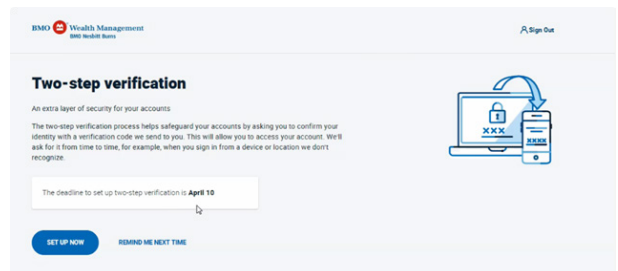 BMO Wealth Management
BMO Nesbitt Burns
Sign Out
Two-step verification
An extra layer of security for your accounts
The two-step verification process helps safeguard your accounts by asking you to confirm your
identity with a verification code we send to you. This will allow you to access your account. We'll
ask for it from time to time, for example, when you sign in from a device or location we don't
recognize.
XXX
XXXX
The deadline to set up two-step verification is April 10
SET UP NOW
REMIND ME NEXT TIME